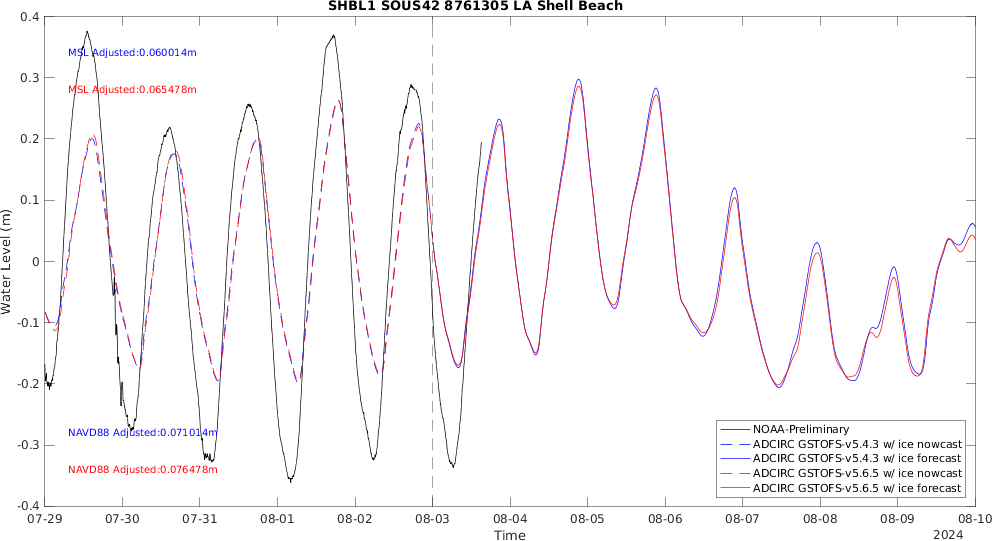 SHBL1 SOUS42 8761305 LA Shell Beach
0.4
0.3
0.2
0.1
0
-0.1
-0.2
-0.3
-0.4
Water Level (m)
MSL Adjusted:0.060014m
MSL Adjusted:0.065478m
NAVD88 Adjusted:0.071014m
NAVD88 Adjusted:0.076478m
NOAA-Preliminary
ADCIRC GSTOFS-v5.4.3 w/ ice nowcast
ADCIRC GSTOFS-v5.4.3 w/ ice forecast
ADCIRC GSTOFS-v5.6.5 w/ ice nowcast
ADCIRC GSTOFS-v5.6.5 w/ ice forecast
07-29 07-30 07-31 08-01 08-02 08-03 08-04 08-05 08-06 08-07 08-08 08-09 08-10
Time
2024